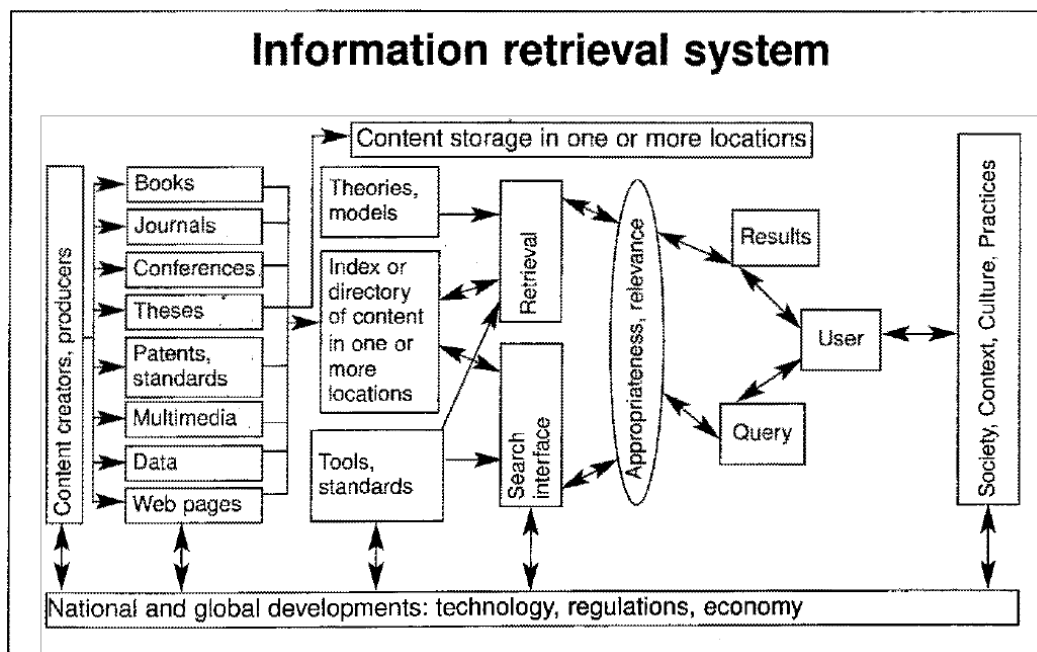 Information retrieval system
Content storage in one or more locations
Content creators, producers
Books
Journals
Conferences
Theses
Patents,
standards
Multimedia
Data
Web pages
Theories,
models
Index or
directory
of content
in one or
more
locations
Tools,
standards
Retrieval
Search
interface
Appropriateness, relevance
Results
Query
User
Society, Context, Culture, Practices
National and global developments: technology, regulations, economy